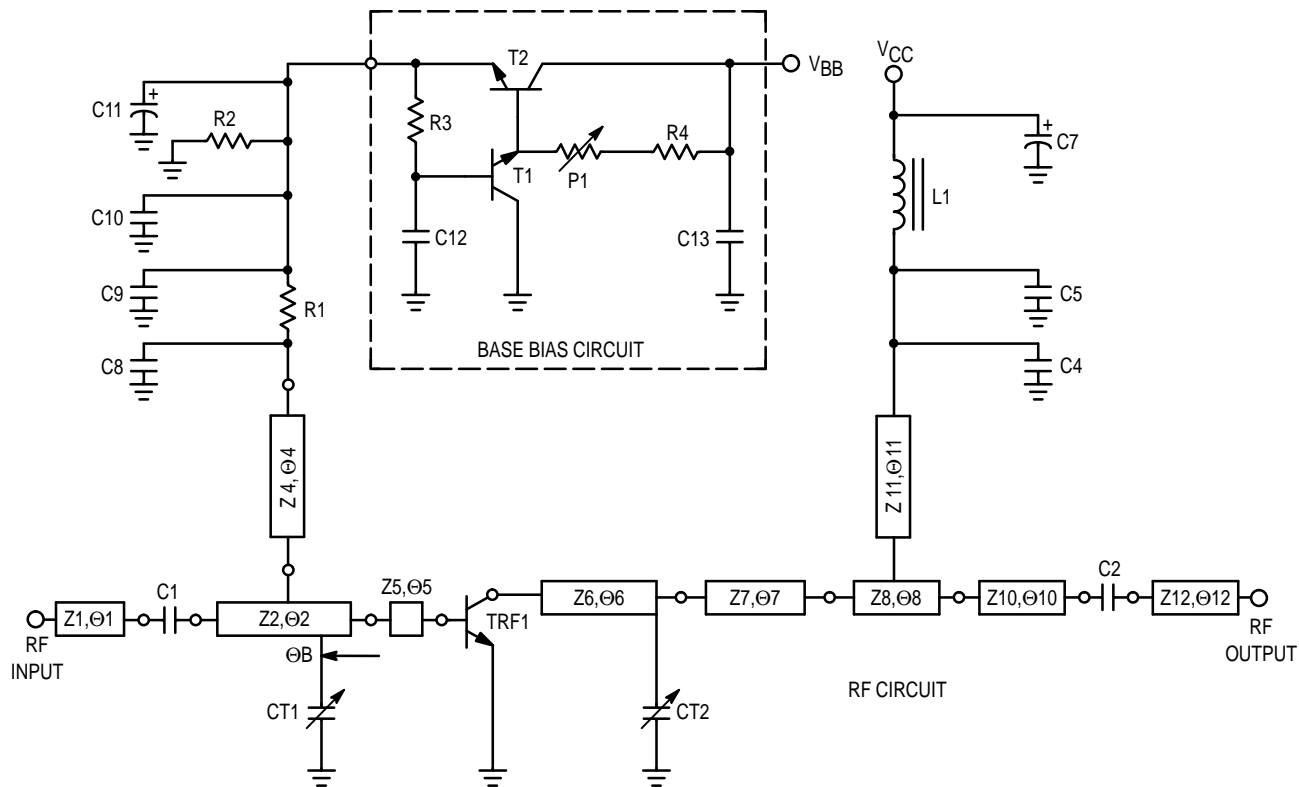 T2
VBB
VCC
C11
+
R2
R3
R4
+
C7
T1
P1
L1
C10
C12
C13
C9
R1
C5
BASE BIAS CIRCUIT
C8
C4
Z 4, Θ4
Z 11, Θ11
C1
Z5,Θ5
C2
Z1,Θ1
Z2,Θ2
TRF1
Z6,Θ6
Z7,Θ7
Z8,Θ8
Z10,Θ10
Z12,Θ12
RF
INPUT
ΘB
RF
OUTPUT
RF CIRCUIT
CT1
CT2